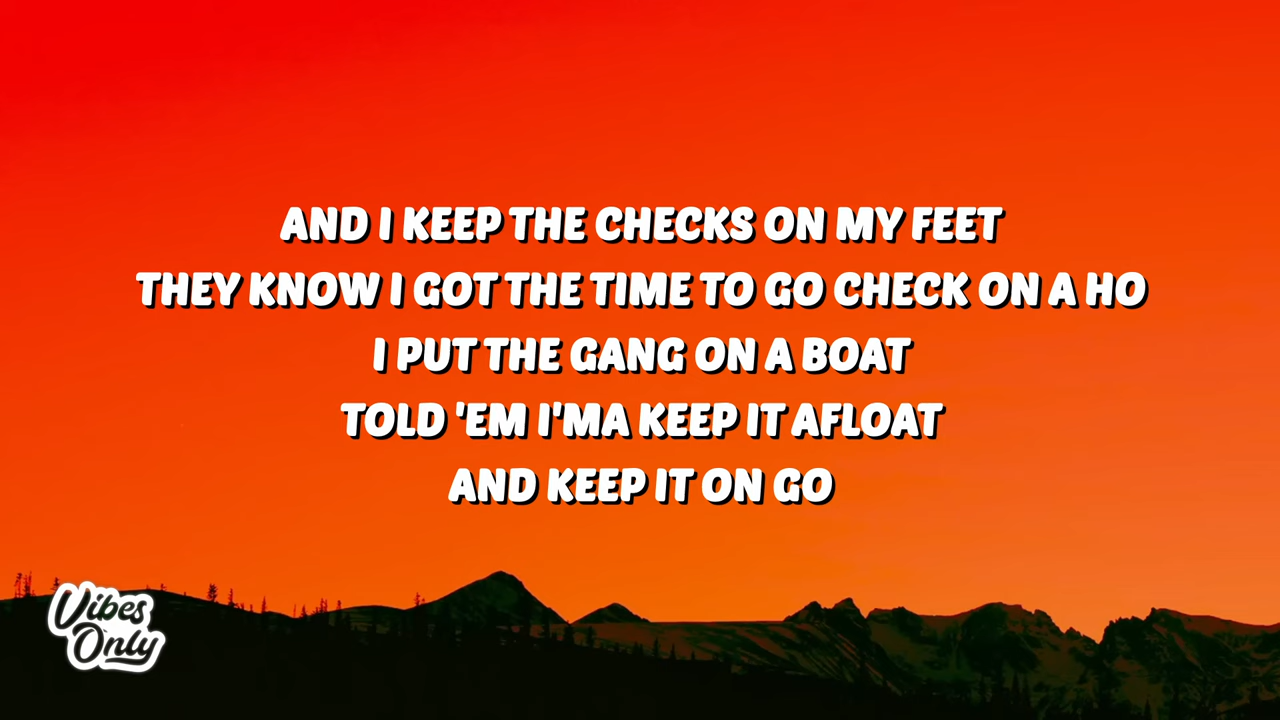 AND I KEEP THE CHECKS ON MY FEET
THEY KNOW I GOT THE TIME TO GO CHECK ON A HO
I PUT THE GANG ON A BOAT
TOLD 'EM I'MA KEEP IT AFLOAT
AND KEEP IT ON GO
Vibes
Only